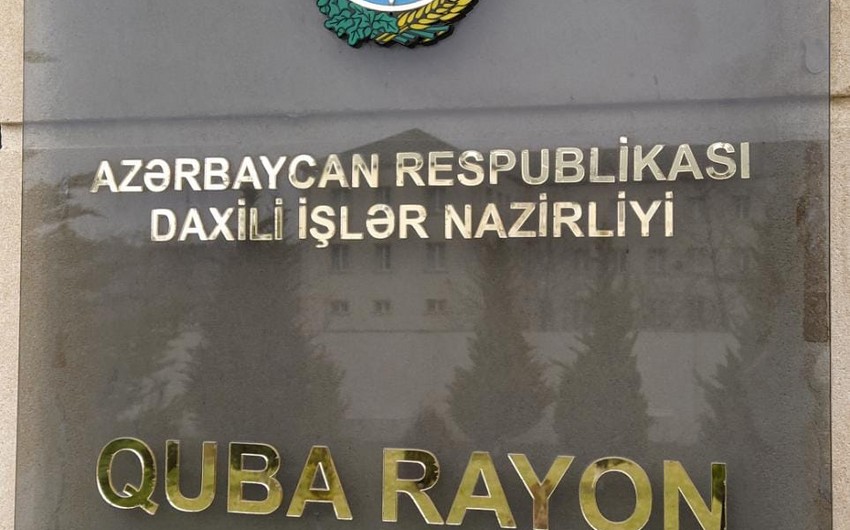 AZƏRBAYCAN RESPUBLİKASI
DAXİLİ İŞLƏR NAZİRLİYİ
QUBA RAYON